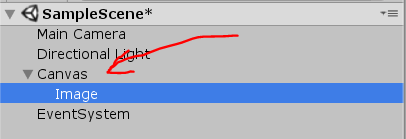 SampleScene*
Main Camera
Directional Light
Canvas
Image
EventSystem